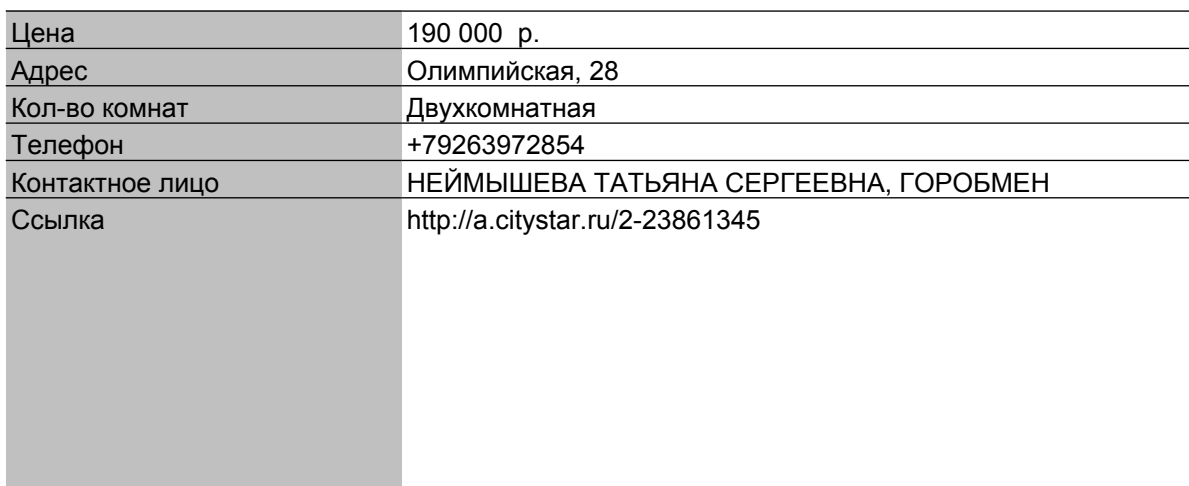 Цена 190 000 р.
Адрес Олимпийская, 28
Кол-во комнат Двухкомнатная
Телефон +79263972854
Контактное лицо НЕЙМЫШЕВА ТАТЬЯНА СЕРГЕЕВНА, ГОРОБМЕН
Ссылка http://a.citystar.ru/2-23861345